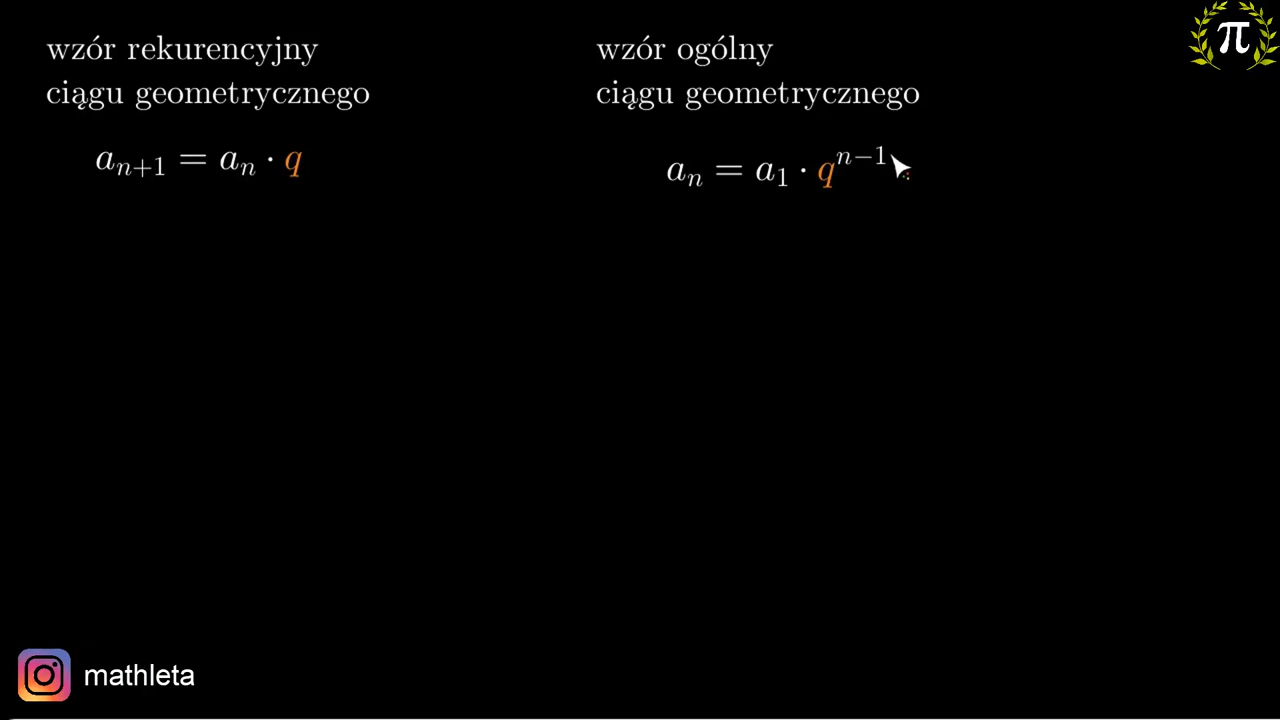 wzór rekurencyjny
ciągu geometrycznego
a_{n+1} = a_n · q
wzór ogólny
ciągu geometrycznego
a_n = a_1 · q^{n−1}
π
mathleta